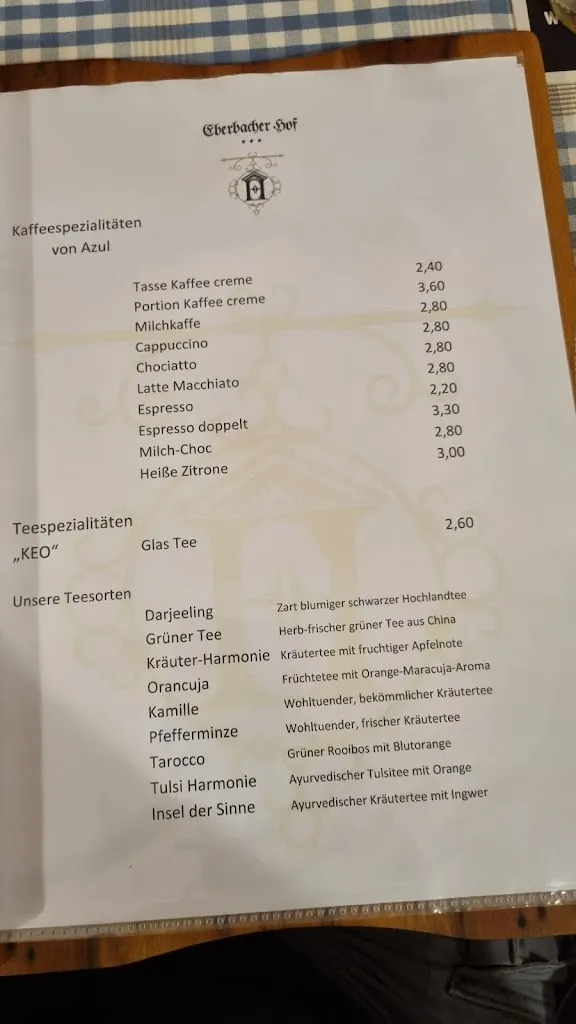 Eberbacher Hof
Kaffeespezialitäten
von Azul
Tasse Kaffee creme 2,40
Portion Kaffee creme 3,60
Milchkaffe 2,80
Cappuccino 2,80
Chociatto 2,80
Latte Macchiato 2,80
Espresso 2,20
Espresso doppelt 3,30
Milch-Choc 2,80
Heiße Zitrone 3,00
Teespezialitäten
„KEO“ Glas Tee 2,60
Unsere Teesorten
Darjeeling Zart blumiger schwarzer Hochlandtee
Grüner Tee Herb-frischer grüner Tee aus China
Kräuter-Harmonie Kräutertee mit fruchtiger Apfelnote
Orancuja Früchtetee mit Orange-Maracuja-Aroma
Kamille Wohltuender, bekömmlicher Kräutertee
Pfefferminze Wohltuender, frischer Kräutertee
Tarocco Grüner Rooibos mit Blutorange
Tulsi Harmonie Ayurvedischer Tulsitee mit Orange
Insel der Sinne Ayurvedischer Kräutertee mit Ingwer